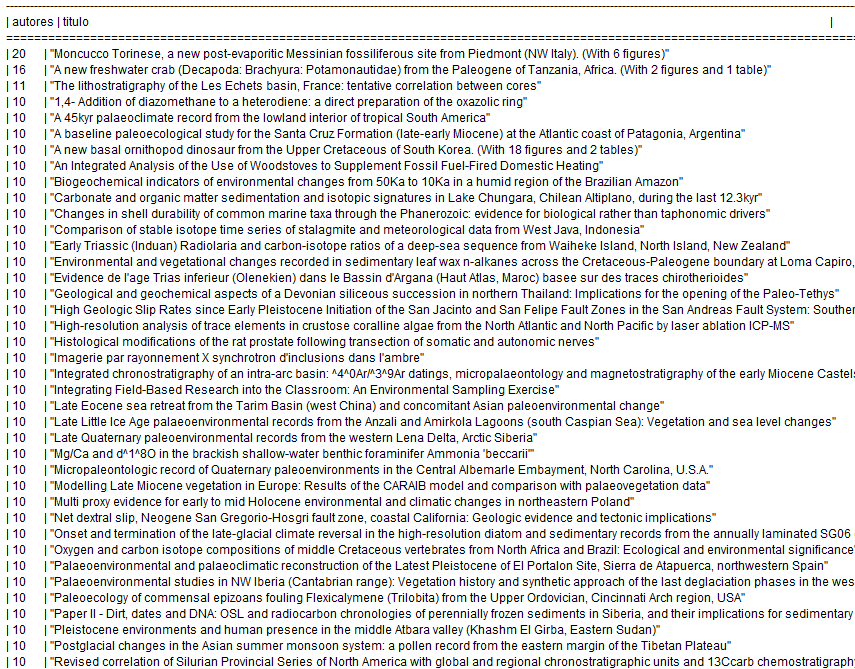 | autores | titulo |
| 20 | "Moncucco Torinese, a new post-evaporitic Messinian fossiliferous site from Piedmont (NW Italy). (With 6 figures)"
| 16 | "A new freshwater crab (Decapoda: Brachyura: Potamonautidae) from the Paleogene of Tanzania, Africa. (With 2 figures and 1 table)"
| 11 | "The lithostratigraphy of the Les Echets basin, France: tentative correlation between cores"
| 10 | "1,4- Addition of diazomethane to a heterodiene: a direct preparation of the oxazolic ring"
| 10 | "A 45kyr palaeoclimate record from the lowland interior of tropical South America"
| 10 | "A baseline paleoecological study for the Santa Cruz Formation (late-early Miocene) at the Atlantic coast of Patagonia, Argentina"
| 10 | "A new basal ornithopod dinosaur from the Upper Cretaceous of South Korea. (With 18 figures and 2 tables)"
| 10 | "An Integrated Analysis of the Use of Woodstoves to Supplement Fossil Fuel-Fired Domestic Heating"
| 10 | "Biogeochemical indicators of environmental changes from 50Ka to 10Ka in a humid region of the Brazilian Amazon"
| 10 | "Carbonate and organic matter sedimentation and isotopic signatures in Lake Chungara, Chilean Altiplano, during the last 12.3kyr"
| 10 | "Changes in shell durability of common marine taxa through the Phanerozoic: evidence for biological rather than taphonomic drivers"
| 10 | "Comparison of stable isotope time series of stalagmite and meteorological data from West Java, Indonesia"
| 10 | "Early Triassic (Induan) Radiolaria and carbon-isotope ratios of a deep-sea sequence from Waiheke Island, North Island, New Zealand"
| 10 | "Environmental and vegetational changes recorded in sedimentary leaf wax n-alkanes across the Cretaceous-Paleogene boundary at Loma Capiro,
| 10 | "Evidence de l'age Trias inferieur (Olenekien) dans le Bassin d'Argana (Haut Atlas, Maroc) basee sur des traces chirotherioides"
| 10 | "Geological and geochemical aspects of a Devonian siliceous succession in northern Thailand: Implications for the opening of the Paleo-Tethys"
| 10 | "High Geologic Slip Rates since Early Pleistocene Initiation of the San Jacinto and San Felipe Fault Zones in the San Andreas Fault System: Souther
| 10 | "High-resolution analysis of trace elements in crustose coralline algae from the North Atlantic and North Pacific by laser ablation ICP-MS"
| 10 | "Histological modifications of the rat prostate following transection of somatic and autonomic nerves"
| 10 | "Imagerie par rayonnement X synchrotron d'inclusions dans l'ambre"
| 10 | "Integrated chronostratigraphy of an intra-arc basin: ^4^0Ar/^3^9Ar datings, micropalaeontology and magnetostratigraphy of the early Miocene Castels
| 10 | "Integrating Field-Based Research into the Classroom: An Environmental Sampling Exercise"
| 10 | "Late Eocene sea retreat from the Tarim Basin (west China) and concomitant Asian paleoenvironmental change"
| 10 | "Late Little Ice Age palaeoenvironmental records from the Anzali and Amirkola Lagoons (south Caspian Sea): Vegetation and sea level changes"
| 10 | "Late Quaternary paleoenvironmental records from the western Lena Delta, Arctic Siberia"
| 10 | "Mg/Ca and d^1^8O in the brackish shallow-water benthic foraminifer Ammonia 'beccarii'"
| 10 | "Micropaleontologic record of Quaternary paleoenvironments in the Central Albemarle Embayment, North Carolina, U.S.A."
| 10 | "Modelling Late Miocene vegetation in Europe: Results of the CARAIB model and comparison with palaeovegetation data"
| 10 | "Multi proxy evidence for early to mid Holocene environmental and climatic changes in northeastern Poland"
| 10 | "Net dextral slip, Neogene San Gregorio-Hosgri fault zone, coastal California: Geologic evidence and tectonic implications"
| 10 | "Onset and termination of the late-glacial climate reversal in the high-resolution diatom and sedimentary records from the annually laminated SG06
| 10 | "Oxygen and carbon isotope compositions of middle Cretaceous vertebrates from North Africa and Brazil: Ecological and environmental significance"
| 10 | "Palaeoenvironmental and palaeoclimatic reconstruction of the Latest Pleistocene of El Portalon Site, Sierra de Atapuerca, northwestern Spain"
| 10 | "Palaeoenvironmental studies in NW Iberia (Cantabrian range): Vegetation history and synthetic approach of the last deglaciation phases in the wes
| 10 | "Paleoecology of commensal epizoans fouling Flexicalymene (Trilobita) from the Upper Ordovician, Cincinnati Arch region, USA"
| 10 | "Paper II - Dirt, dates and DNA: OSL and radiocarbon chronologies of perennially frozen sediments in Siberia, and their implications for sedimentary
| 10 | "Pleistocene environments and human presence in the middle Atbara valley (Khashm El Girba, Eastern Sudan)"
| 10 | "Postglacial changes in the Asian summer monsoon system: a pollen record from the eastern margin of the Tibetan Plateau"
| 10 | "Revised correlation of Silurian Provincial Series of North America with global and regional chronostratigraphic units and 13Ccarb chemostratigraph